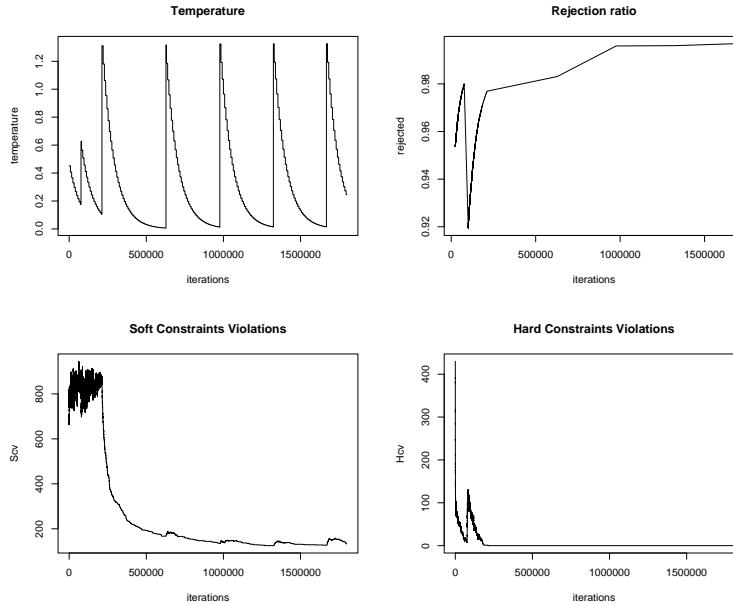 Temperature
temperature
0.0 0.2 0.4 0.6 0.8 1.0 1.2
0 500000 1000000 1500000
iterations
Rejection ratio
rejected
0.92 0.94 0.96 0.98
0 500000 1000000 1500000
iterations
Soft Constraints Violations
Scv
200 400 600 800
0 500000 1000000 1500000
iterations
Hard Constraints Violations
Hcv
0 100 200 300 400
0 500000 1000000 1500000
iterations